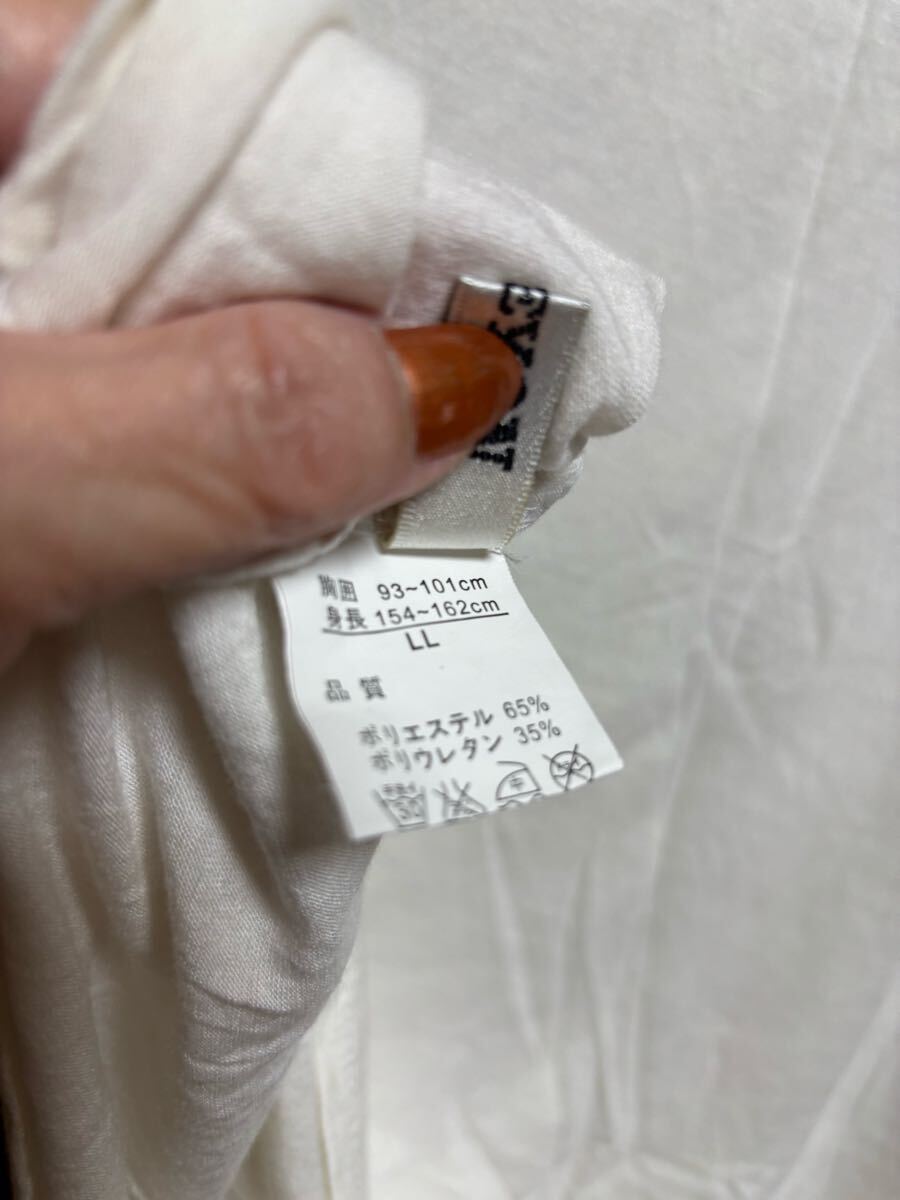 胸囲 93~101cm
身長 154~162cm
LL
品質
ポリエステル 65%
ポリウレタン 35%
中